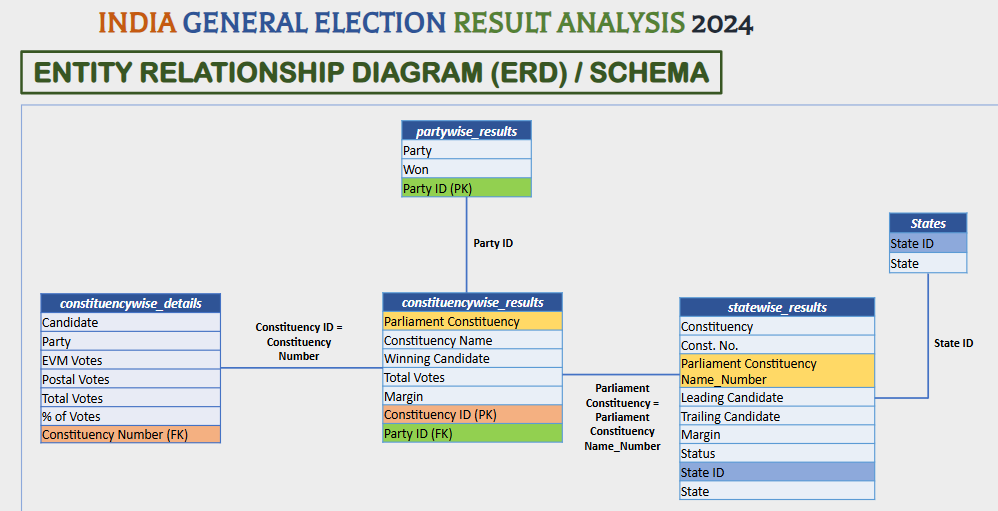 INDIA GENERAL ELECTION RESULT ANALYSIS 2024
ENTITY RELATIONSHIP DIAGRAM (ERD) / SCHEMA
partywise_results
Party
Won
Party ID (PK)
Party ID
States
State ID
State
State ID
constituencywise_details
Candidate
Party
EVM Votes
Postal Votes
Total Votes
% of Votes
Constituency Number (FK)
Constituency ID =
Constituency
Number
constituencywise_results
Parliament Constituency
Constituency Name
Winning Candidate
Total Votes
Margin
Constituency ID (PK)
Party ID (FK)
Parliament
Constituency =
Parliament
Constituency
Name_Number
statewise_results
Constituency
Const. No.
Parliament Constituency
Name_Number
Leading Candidate
Trailing Candidate
Margin
Status
State ID
State